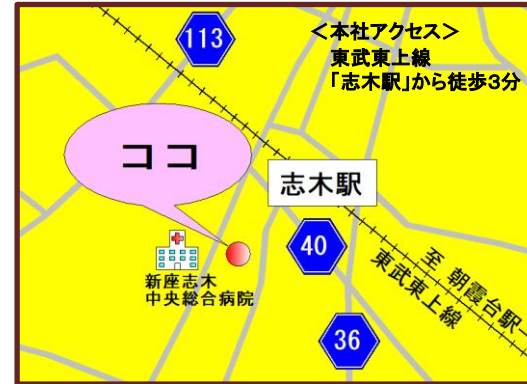 113
＜本社アクセス＞
東武東上線
「志木駅」から徒歩3分
ココ
志木駅
40
新座志木
中央総合病院
至 朝霞台駅
東武東上線
36